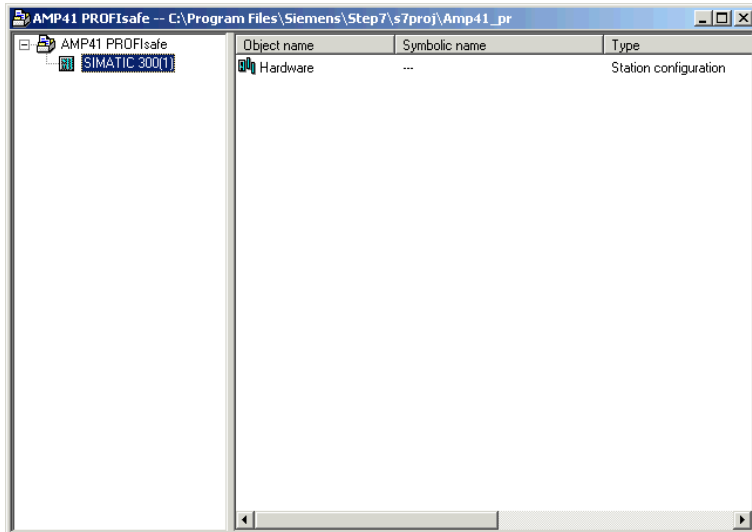 AMP41 PROFIsafe -- C:\Program Files\Siemens\Step7\s7proj\Amp41_pr
AMP41 PROFIsafe
SIMATIC 300(1)
Object name Symbolic name Type
Hardware --- Station configuration